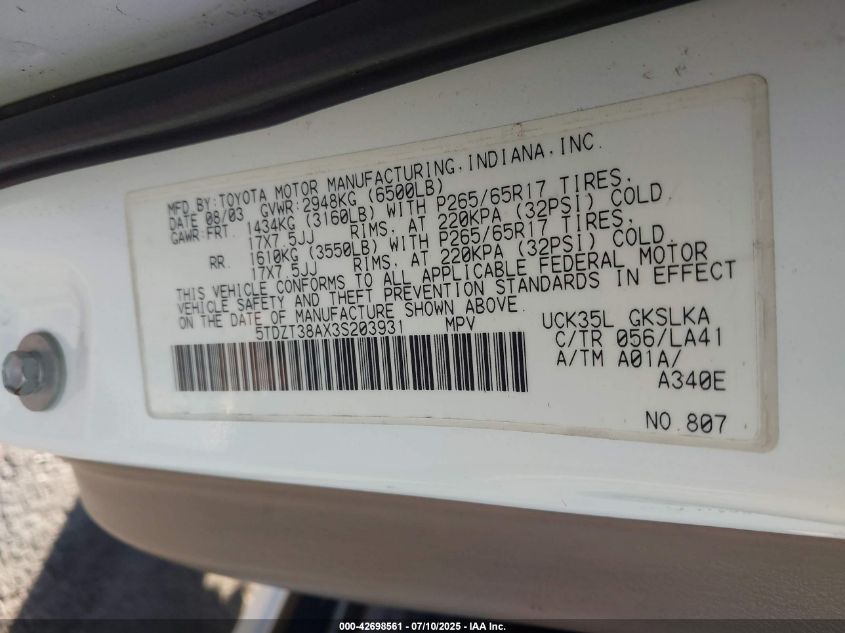 MFD BY: TOYOTA MOTOR MANUFACTURING, INDIANA, INC.
DATE 08/03 GVWR: 2948KG (6500LB)
GAWR: FRT. 1434KG (3160LB) WITH P265/65R17 TIRES,
17X7.5JJ RIMS, AT 220KPA (32PSI) COLD
RR. 1610KG (3550LB) WITH P265/65R17 TIRES,
17X7.5JJ RIMS, AT 220KPA (32PSI) COLD
THIS VEHICLE CONFORMS TO ALL APPLICABLE FEDERAL MOTOR
VEHICLE SAFETY AND THEFT PREVENTION STANDARDS IN EFFECT
ON THE DATE OF MANUFACTURE SHOWN ABOVE.
5TDZT38AX3S203931 MPV
UCK35L GKSLKA
C/TR 056/LA41
A/TM A01A/
A340E
NO. 807
000-42698561 - 07/10/2025 - IAA Inc.